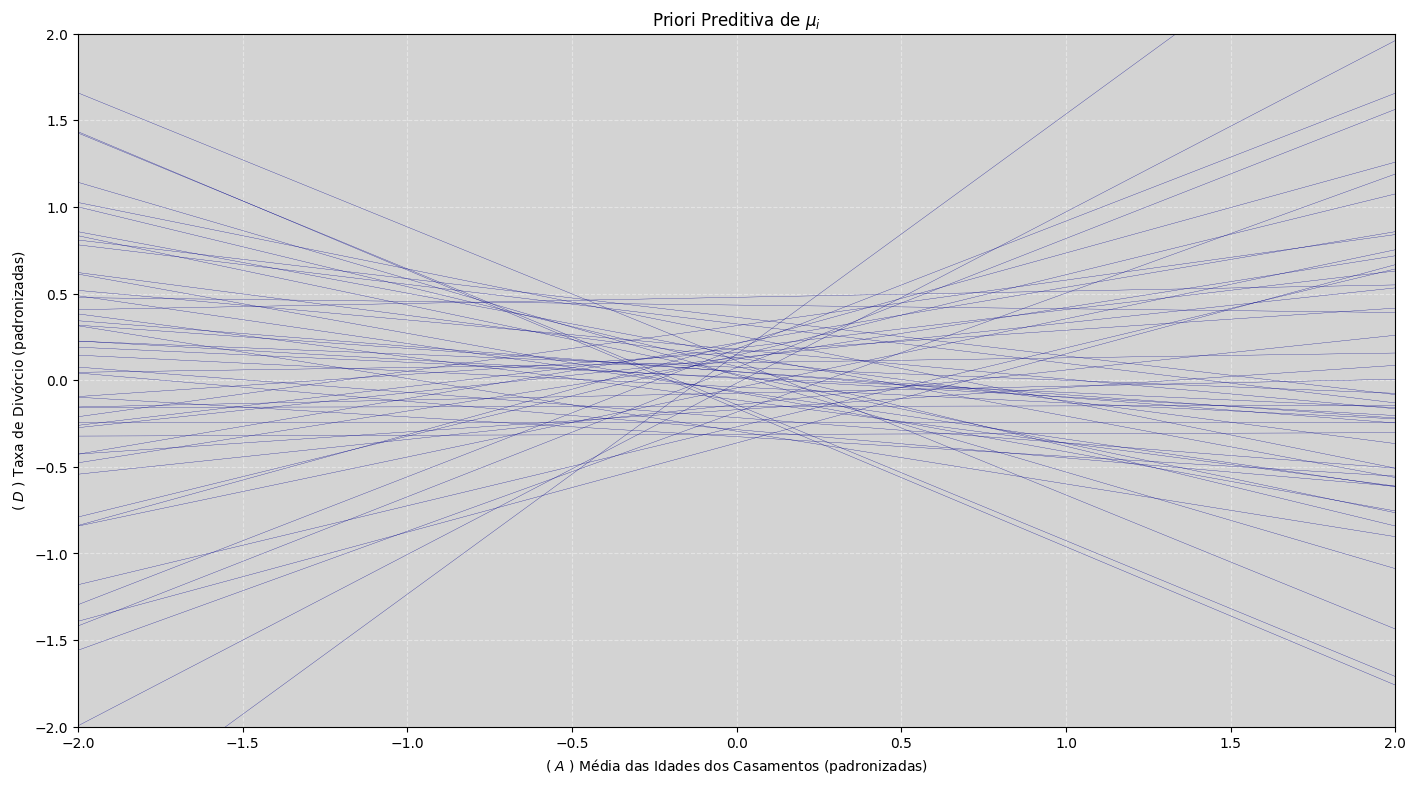 Priori Preditiva de μᵢ
2.0
1.5
1.0
0.5
0.0
−0.5
−1.0
−1.5
−2.0
( D ) Taxa de Divórcio (padronizadas)
−2.0 −1.5 −1.0 −0.5 0.0 0.5 1.0 1.5 2.0
( A ) Média das Idades dos Casamentos (padronizadas)